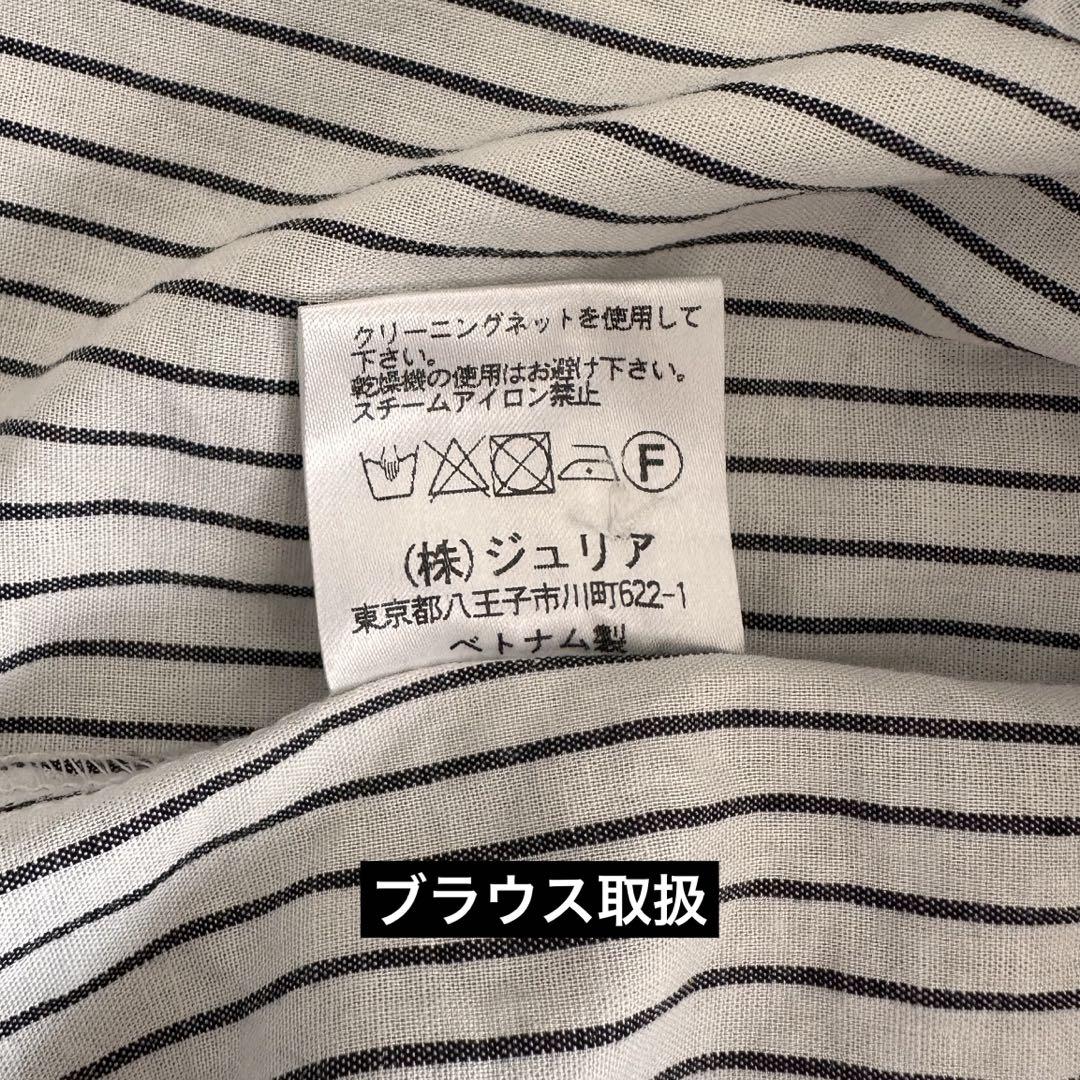 クリーニングネットを使用して
下さい。
乾燥機の使用はお避け下さい。
スチームアイロン禁止
F
(株)ジュリア
東京都八王子市川町622-1
ベトナム製
ブラウス取扱